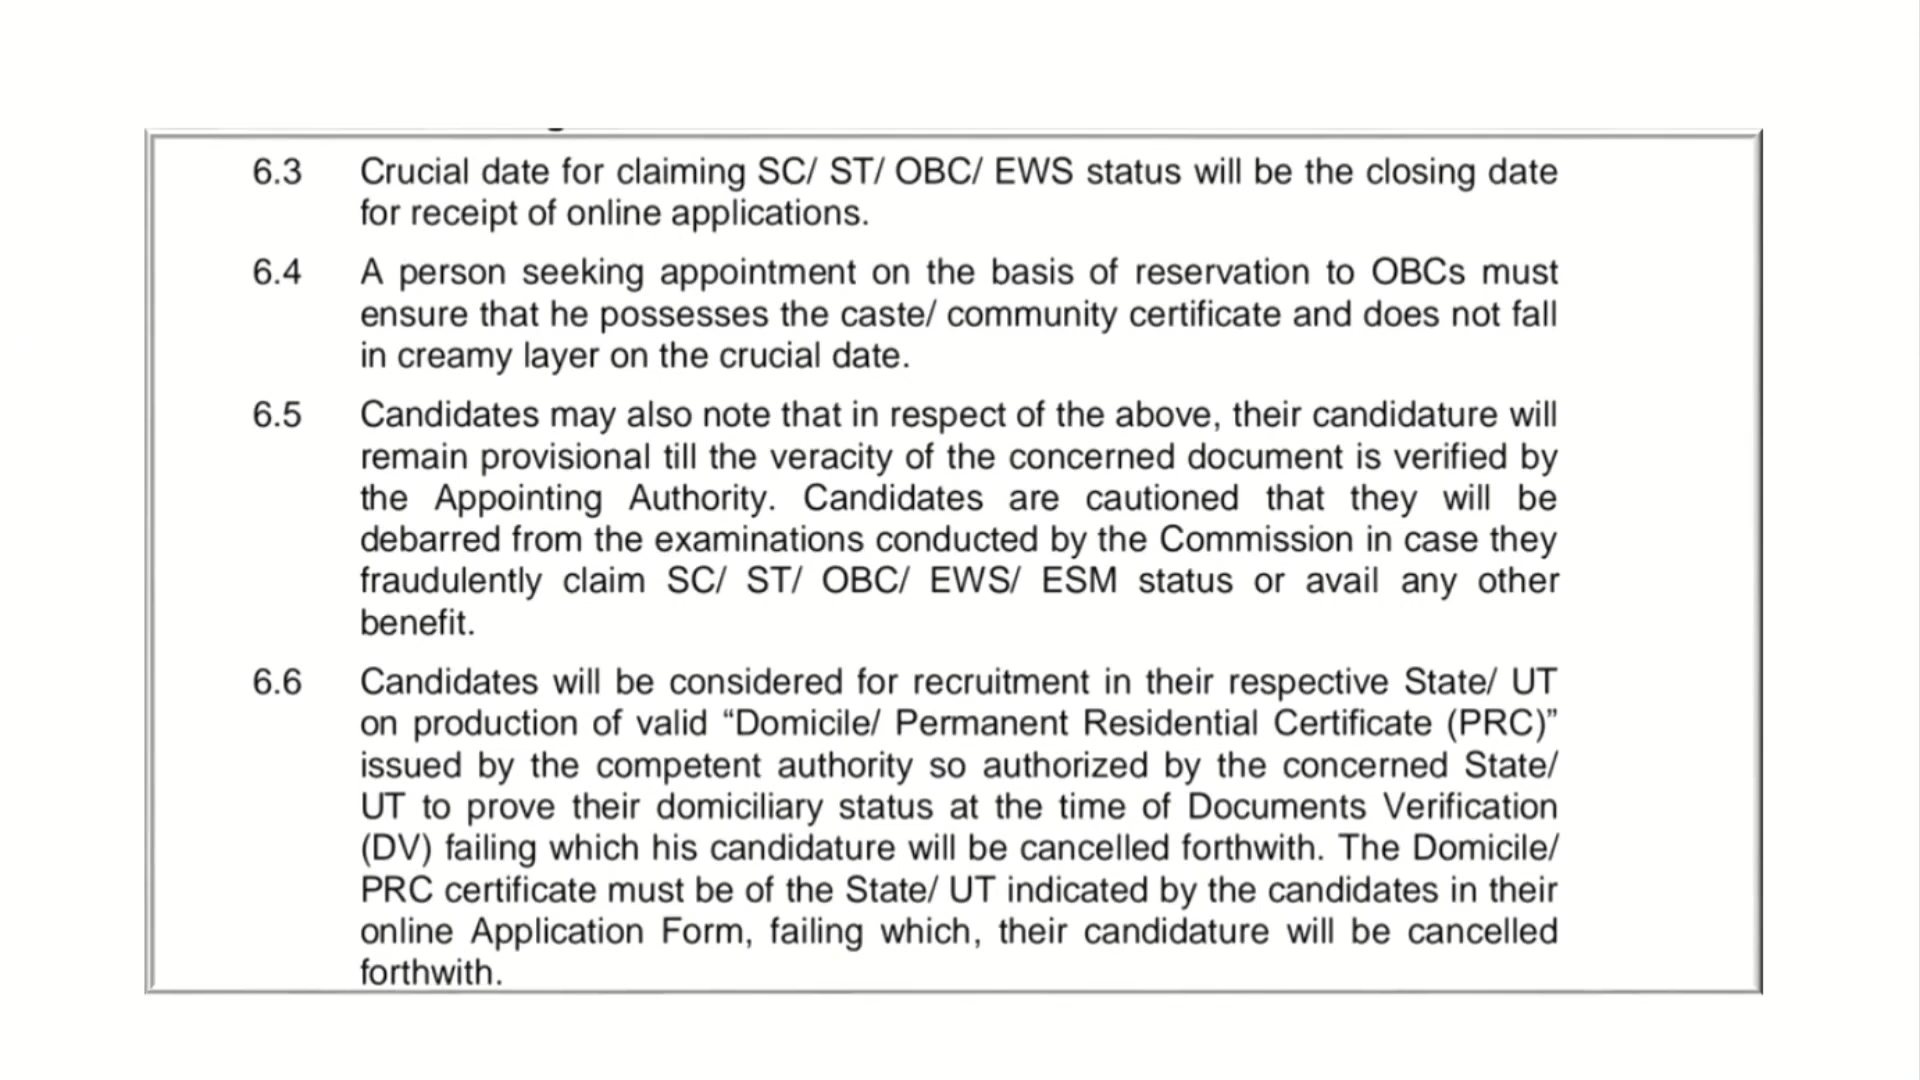 6.3 Crucial date for claiming SC/ ST/ OBC/ EWS status will be the closing date
for receipt of online applications.
6.4 A person seeking appointment on the basis of reservation to OBCs must
ensure that he possesses the caste/ community certificate and does not fall
in creamy layer on the crucial date.
6.5 Candidates may also note that in respect of the above, their candidature will
remain provisional till the veracity of the concerned document is verified by
the Appointing Authority. Candidates are cautioned that they will be
debarred from the examinations conducted by the Commission in case they
fraudulently claim SC/ ST/ OBC/ EWS/ ESM status or avail any other
benefit.
6.6 Candidates will be considered for recruitment in their respective State/ UT
on production of valid “Domicile/ Permanent Residential Certificate (PRC)”
issued by the competent authority so authorized by the concerned State/
UT to prove their domiciliary status at the time of Documents Verification
(DV) failing which his candidature will be cancelled forthwith. The Domicile/
PRC certificate must be of the State/ UT indicated by the candidates in their
online Application Form, failing which, their candidature will be cancelled
forthwith.